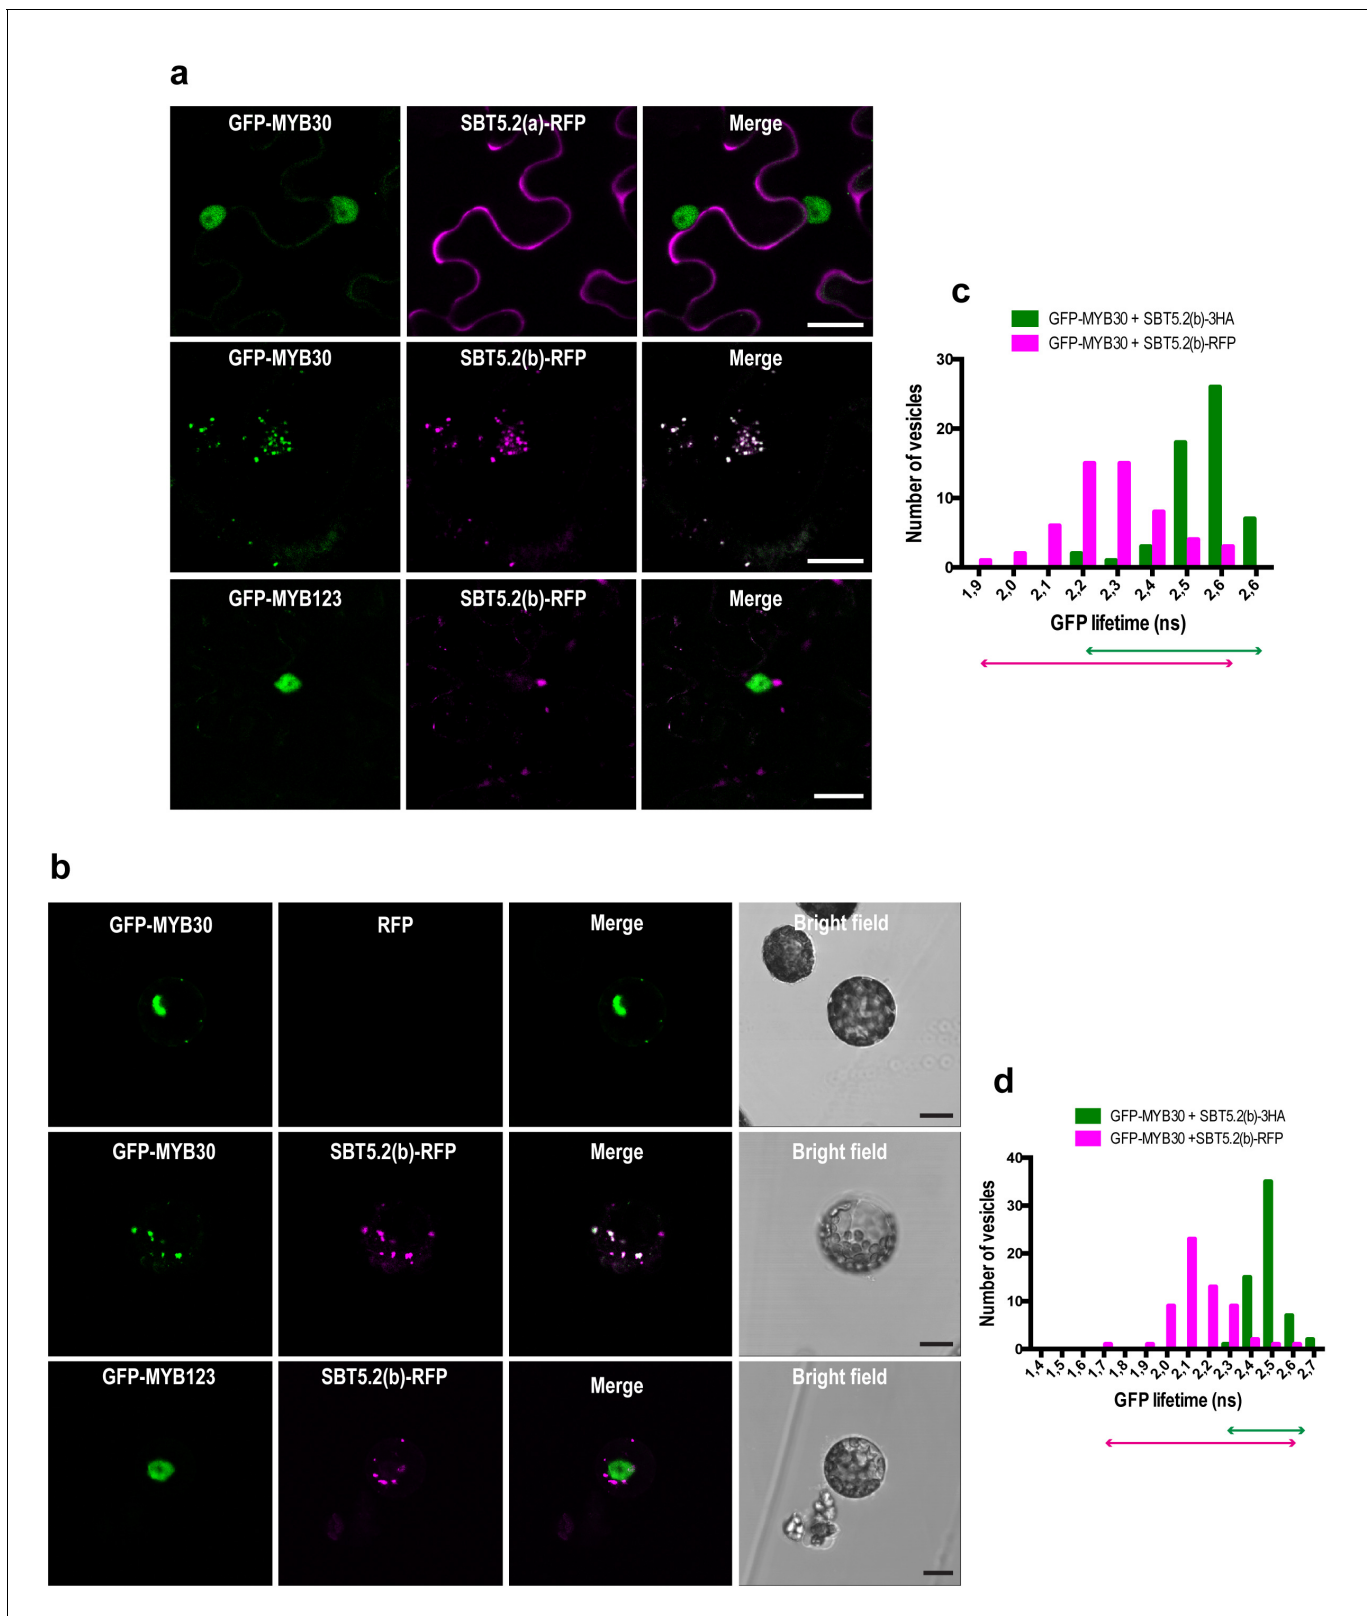 a
GFP-MYB30 SBT5.2(a)-RFP Merge
GFP-MYB30 SBT5.2(b)-RFP Merge
GFP-MYB123 SBT5.2(b)-RFP Merge
c
GFP-MYB30 + SBT5.2(b)-3HA
GFP-MYB30 + SBT5.2(b)-RFP
Number of vesicles
30
20
10
0
1,9 2,0 2,1 2,2 2,3 2,4 2,5 2,6 2,6
GFP lifetime (ns)
b
GFP-MYB30 RFP Merge Bright field
GFP-MYB30 SBT5.2(b)-RFP Merge Bright field
GFP-MYB123 SBT5.2(b)-RFP Merge Bright field
d
GFP-MYB30 + SBT5.2(b)-3HA
GFP-MYB30 +SBT5.2(b)-RFP
Number of vesicles
40
30
20
10
0
1,4 1,5 1,6 1,7 1,8 1,9 2,0 2,1 2,2 2,3 2,4 2,5 2,6 2,7
GFP lifetime (ns)